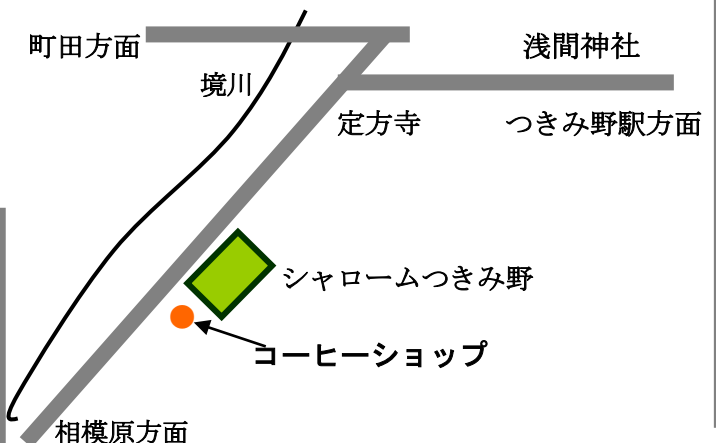 町田方面
浅間神社
境川
定方寺
つきみ野駅方面
シャロームつきみ野
コーヒーショップ
相模原方面